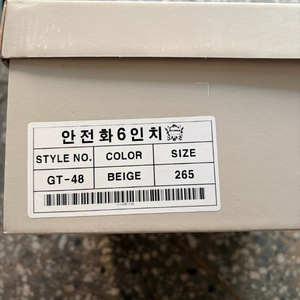 안전화6인치
STYLE NO. COLOR SIZE
GT-48 BEIGE 265